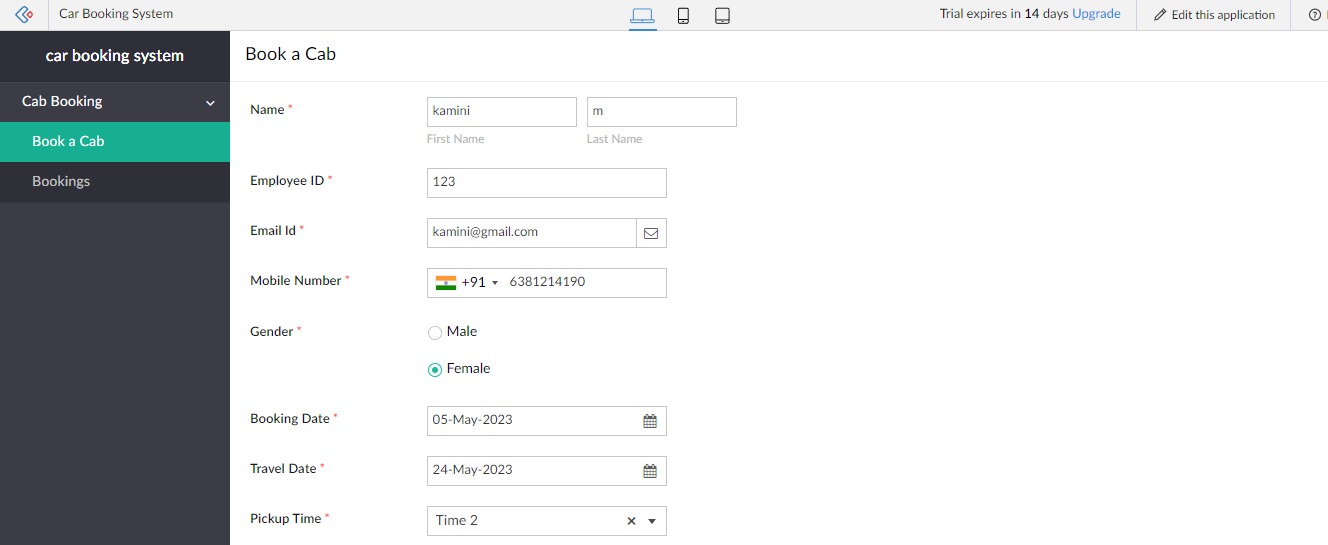 Car Booking System
Trial expires in 14 days Upgrade
Edit this application
car booking system
Book a Cab
Cab Booking
Book a Cab
Bookings
Name *
kamini
m
First Name
Last Name
Employee ID *
123
Email Id *
kamini@gmail.com
Mobile Number *
+91
6381214190
Gender *
Male
Female
Booking Date *
05-May-2023
Travel Date *
24-May-2023
Pickup Time *
Time 2